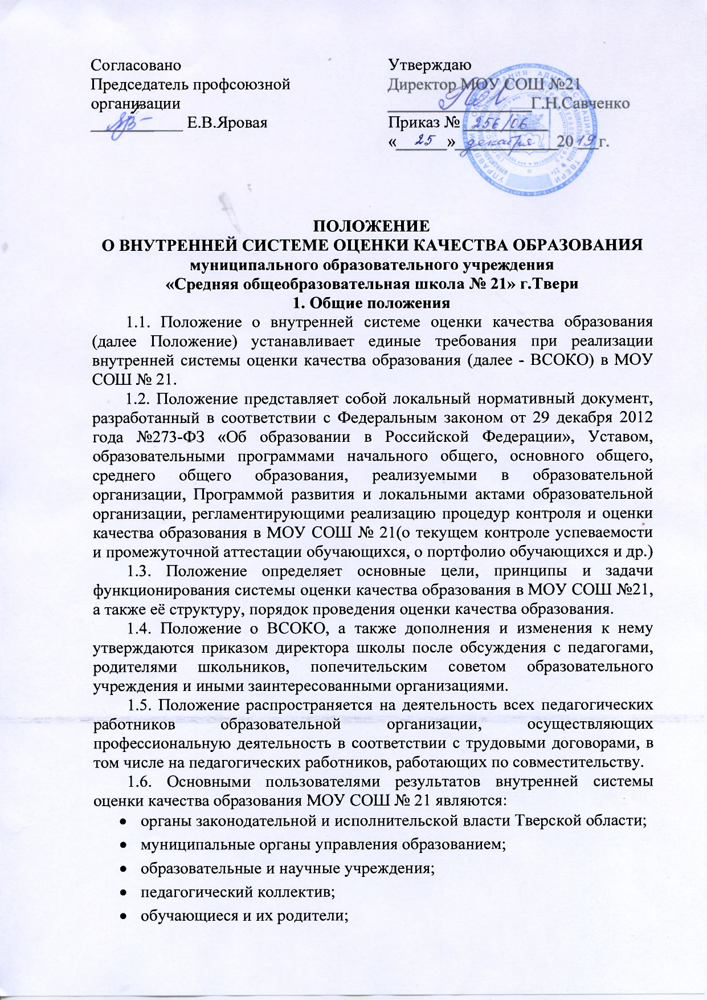 Согласовано
Председатель профсоюзной
организации
____________ Е.В.Яровая
Утверждаю
Директор МОУ СОШ №21
_________________Г.Н.Савченко
Приказ № 256/06
«25» декабря 2019г.
ПОЛОЖЕНИЕ
О ВНУТРЕННЕЙ СИСТЕМЕ ОЦЕНКИ КАЧЕСТВА ОБРАЗОВАНИЯ
муниципального образовательного учреждения
«Средняя общеобразовательная школа № 21» г.Твери
1. Общие положения
1.1. Положение о внутренней системе оценки качества образования
(далее Положение) устанавливает единые требования при реализации
внутренней системы оценки качества образования (далее - ВСОКО) в МОУ
СОШ № 21.
1.2. Положение представляет собой локальный нормативный документ,
разработанный в соответствии с Федеральным законом от 29 декабря 2012
года №273-ФЗ «Об образовании в Российской Федерации», Уставом,
образовательными программами начального общего, основного общего,
среднего общего образования, реализуемыми в образовательной
организации, Программой развития и локальными актами образовательной
организации, регламентирующими реализацию процедур контроля и оценки
качества образования в МОУ СОШ № 21(о текущем контроле успеваемости
и промежуточной аттестации обучающихся, о портфолио обучающихся и др.)
1.3. Положение определяет основные цели, принципы и задачи
функционирования системы оценки качества образования в МОУ СОШ №21,
а также её структуру, порядок проведения оценки качества образования.
1.4. Положение о ВСОКО, а также дополнения и изменения к нему
утверждаются приказом директора школы после обсуждения с педагогами,
родителями школьников, попечительским советом образовательного
учреждения и иными заинтересованными организациями.
1.5. Положение распространяется на деятельность всех педагогических
работников образовательной организации, осуществляющих
профессиональную деятельность в соответствии с трудовыми договорами, в
том числе на педагогических работников, работающих по совместительству.
1.6. Основными пользователями результатов внутренней системы
оценки качества образования МОУ СОШ № 21 являются:
• органы законодательной и исполнительской власти Тверской области;
• муниципальные органы управления образованием;
• образовательные и научные учреждения;
• педагогический коллектив;
• обучающиеся и их родители;